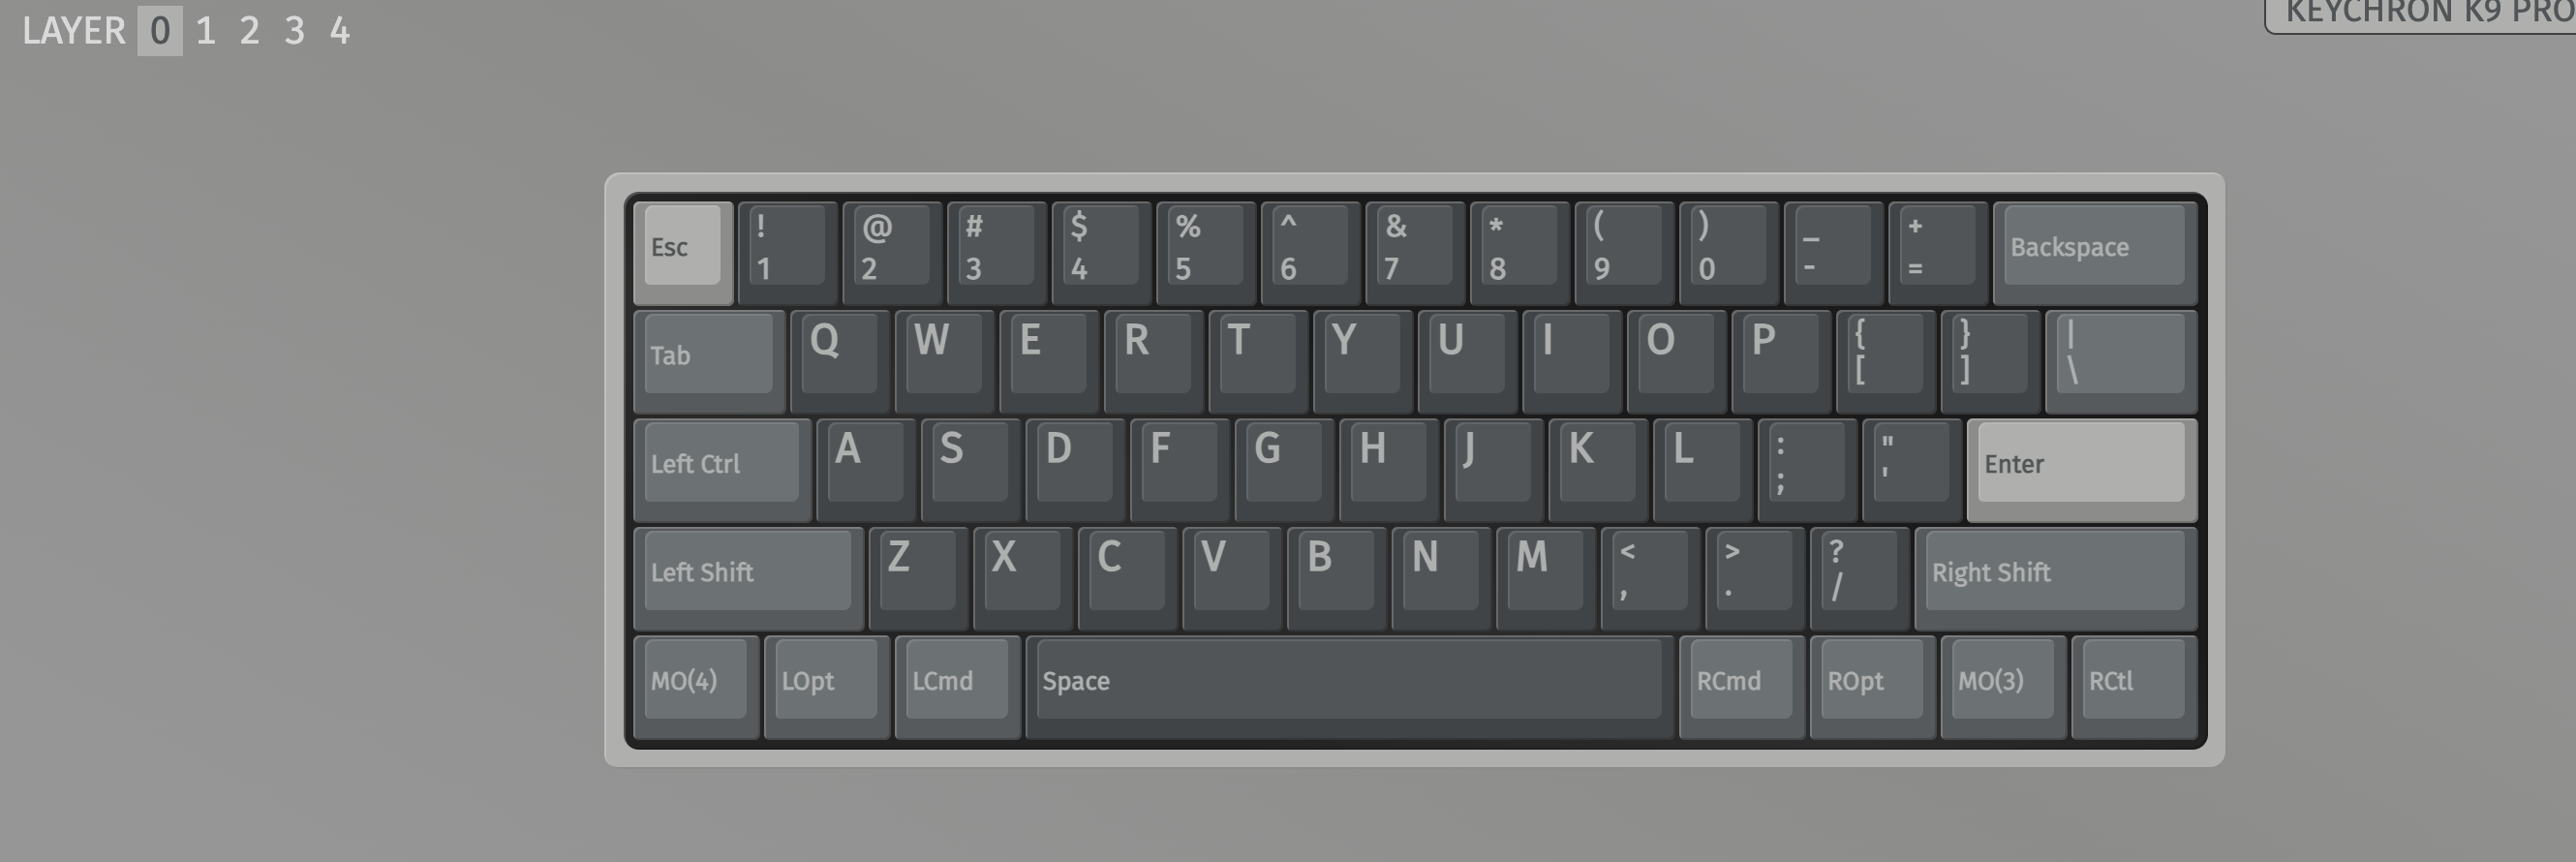 LAYER 0 1 2 3 4
KEYCHRON K9 PRO
Esc ! @ # $ % ^ & * ( ) _ + Backspace
1 2 3 4 5 6 7 8 9 0 - =
Tab Q W E R T Y U I O P { } |
[ ] \
Left Ctrl A S D F G H J K L : " Enter
; '
Left Shift Z X C V B N M < > ? Right Shift
, . /
MO(4) LOpt LCmd Space RCmd ROpt MO(3) RCtl